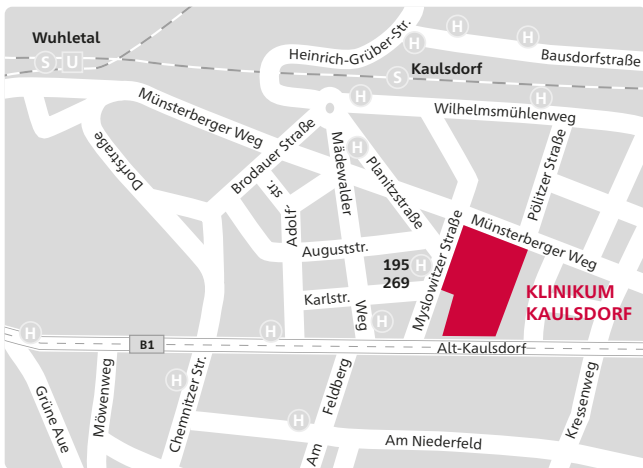 Wuhletal
S U
Heinrich-Grüber-Str.
H
H
H
Bausdorfstraße
S
Kaulsdorf
H
H
Wilhelmsmühlenweg
Münsterberger Weg
Dorfstraße
Brodauer Straße
Adolf-
str.
Mädewalder
Weg
H
Planitzstraße
Myslowitzer Straße
Pölitzer Straße
Münsterberger Weg
Auguststr.
195
269
H
Karlstr.
KLINIKUM
KAULSDORF
H
B1
H
H
Alt-Kaulsdorf
Grüne Aue
Möwenweg
Chemnitzer Str.
H
H
Am
Feldberg
Am Niederfeld
H
Kressenweg